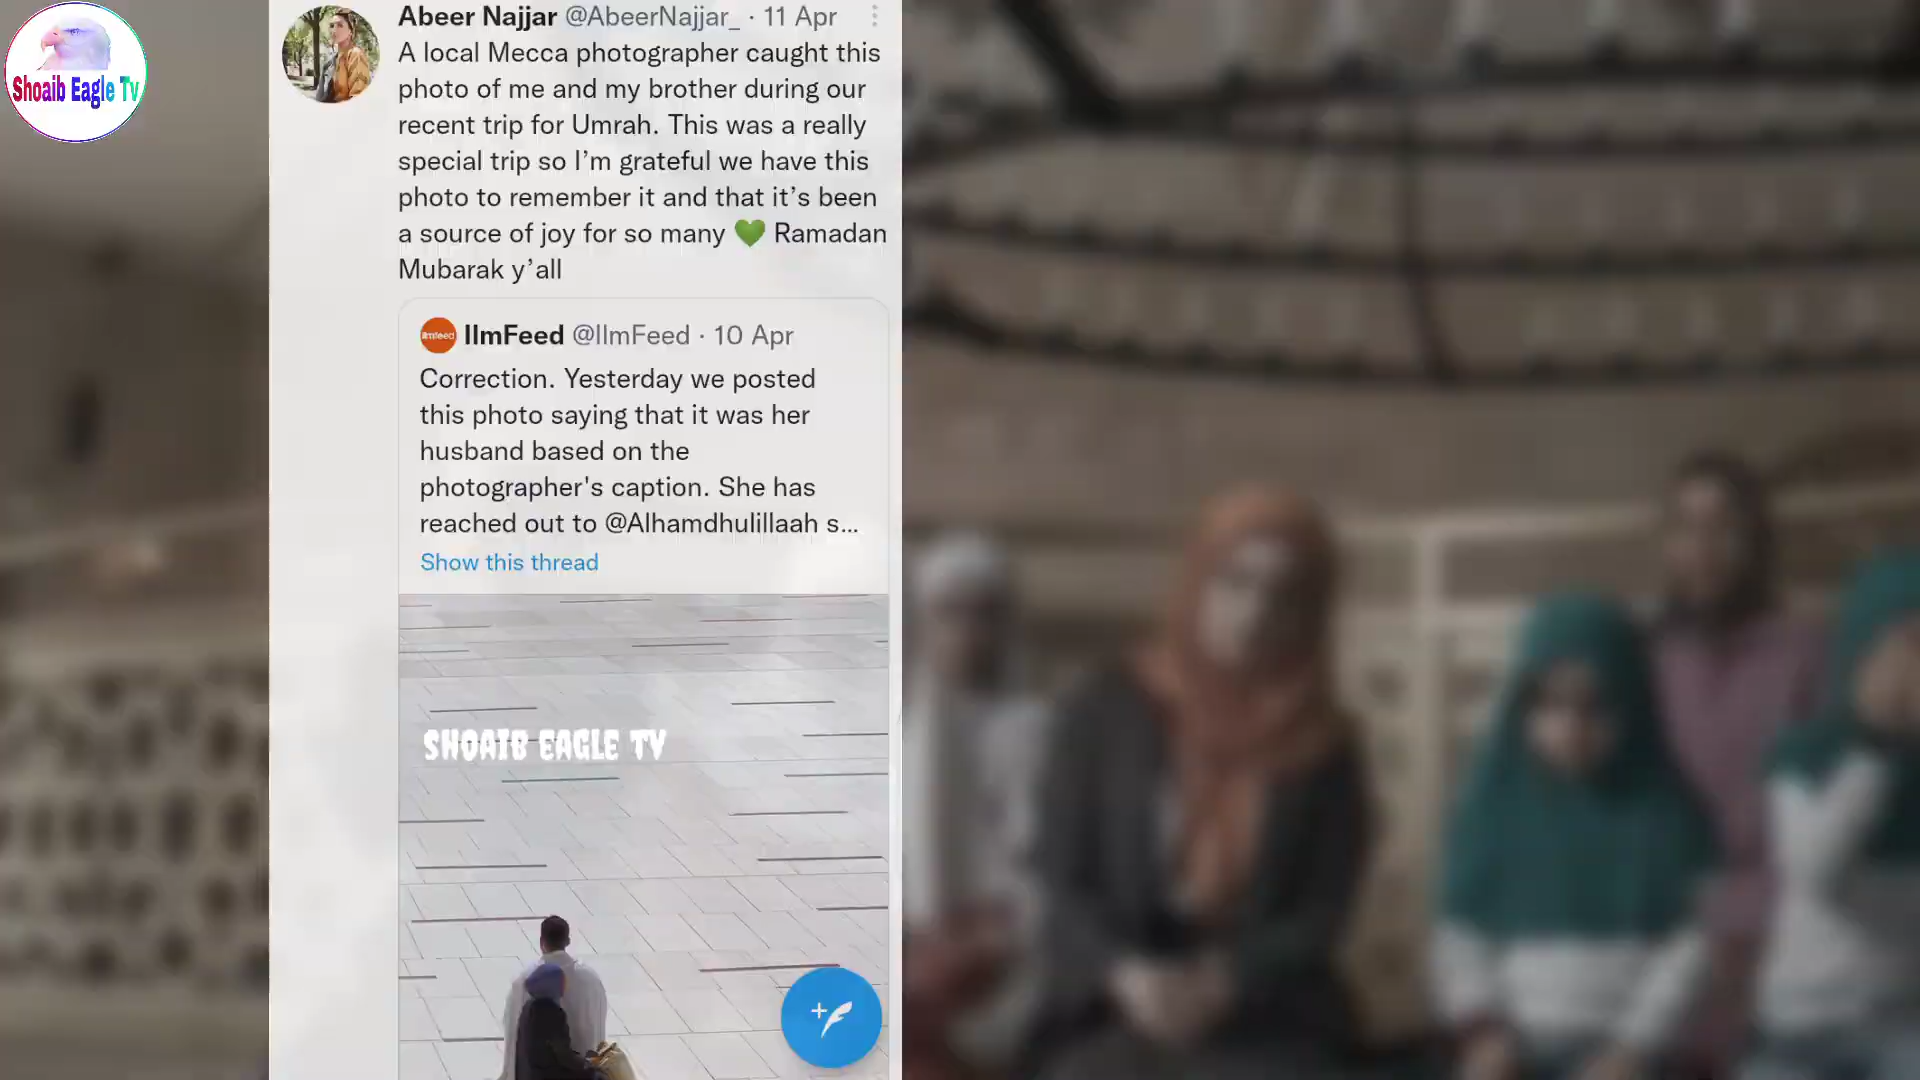 Shoaib Eagle Tv
Abeer Najjar @AbeerNajjar_ · 11 Apr
A local Mecca photographer caught this
photo of me and my brother during our
recent trip for Umrah. This was a really
special trip so I’m grateful we have this
photo to remember it and that it’s been
a source of joy for so many 💚 Ramadan
Mubarak y’all
ilmfeed
IlmFeed @IlmFeed · 10 Apr
Correction. Yesterday we posted
this photo saying that it was her
husband based on the
photographer's caption. She has
reached out to @Alhamdhulillaah s...
Show this thread
SHOAIB EAGLE TV